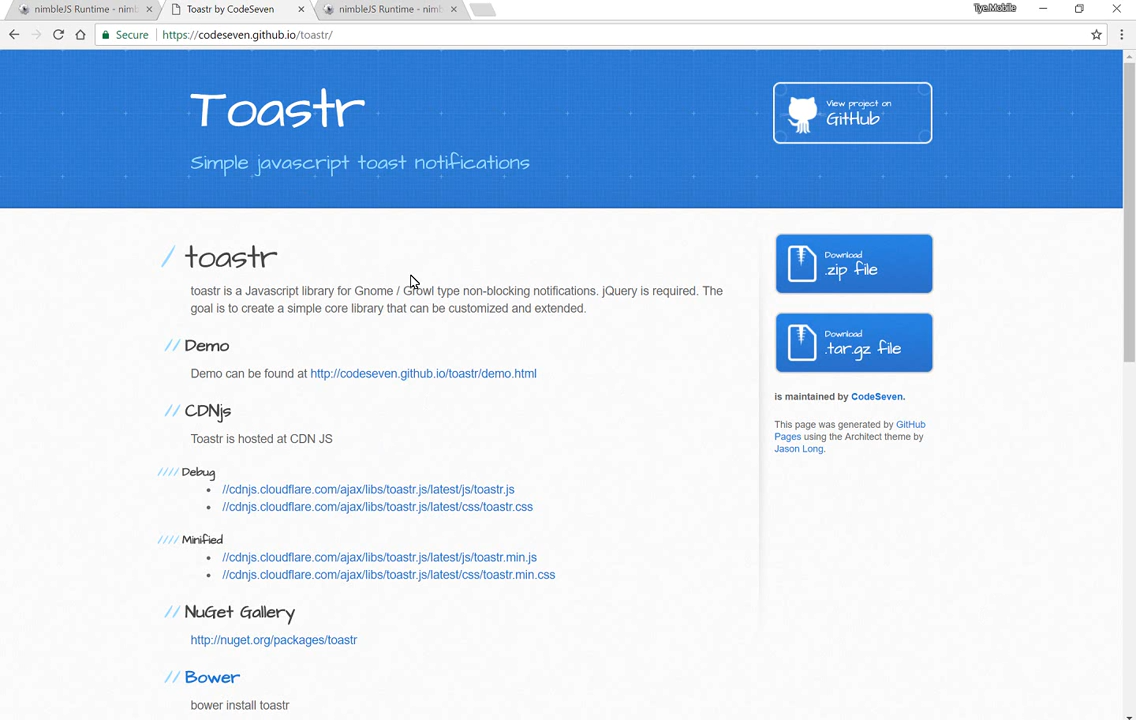 nimbleJS Runtime - nimb
Toastr by CodeSeven
nimbleJS Runtime - nimb
Tye.Mobile
Secure
https://codeseven.github.io/toastr/
Toastr
Simple javascript toast notifications
View project on
GitHub
/ toastr
toastr is a Javascript library for Gnome / Growl type non-blocking notifications. jQuery is required. The
goal is to create a simple core library that can be customized and extended.
// Demo
Demo can be found at http://codeseven.github.io/toastr/demo.html
// CDNjs
Toastr is hosted at CDN JS
//// Debug
• //cdnjs.cloudflare.com/ajax/libs/toastr.js/latest/js/toastr.js
• //cdnjs.cloudflare.com/ajax/libs/toastr.js/latest/css/toastr.css
//// Minified
• //cdnjs.cloudflare.com/ajax/libs/toastr.js/latest/js/toastr.min.js
• //cdnjs.cloudflare.com/ajax/libs/toastr.js/latest/css/toastr.min.css
// NuGet Gallery
http://nuget.org/packages/toastr
// Bower
bower install toastr
Download
.zip file
Download
.tar.gz file
is maintained by CodeSeven.
This page was generated by GitHub
Pages using the Architect theme by
Jason Long.